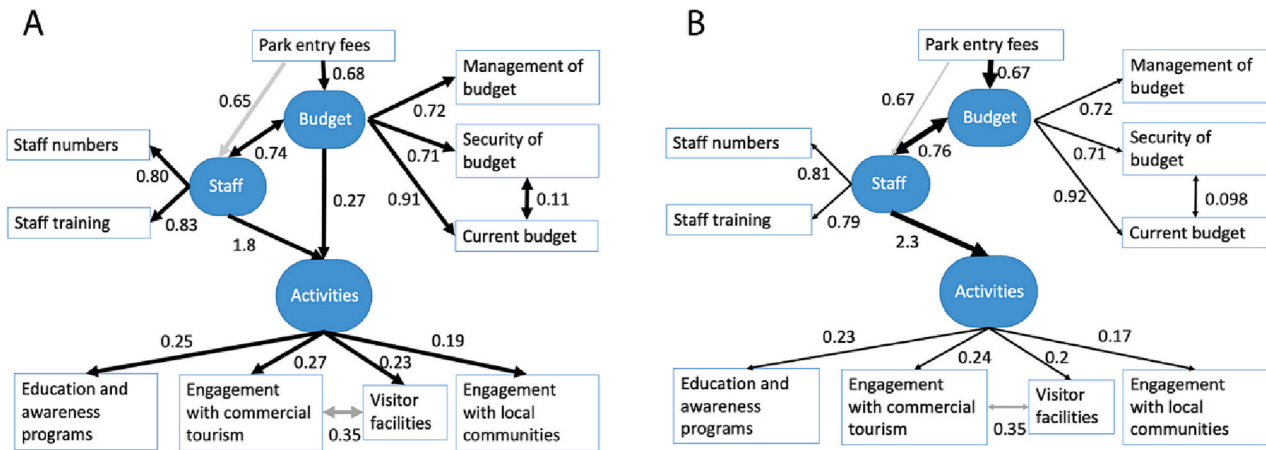 A
Park entry fees
0.68
0.65
Budget
Management of
budget
0.72
Staff numbers
0.74
0.71
Security of
budget
0.80
Staff
0.27
0.91
0.11
Staff training
0.83
Current budget
1.8
Activities
0.25
0.27
0.23
0.19
Education and
awareness
programs
Engagement
with commercial
tourism
0.35
Visitor
facilities
Engagement
with local
communities
B
Park entry fees
0.67
0.67
Budget
Management of
budget
0.72
Staff numbers
0.76
0.71
Security of
budget
0.81
Staff
0.92
0.098
Staff training
0.79
Current budget
2.3
Activities
0.23
0.24
0.2
0.17
Education and
awareness
programs
Engagement
with commercial
tourism
0.35
Visitor
facilities
Engagement
with local
communities